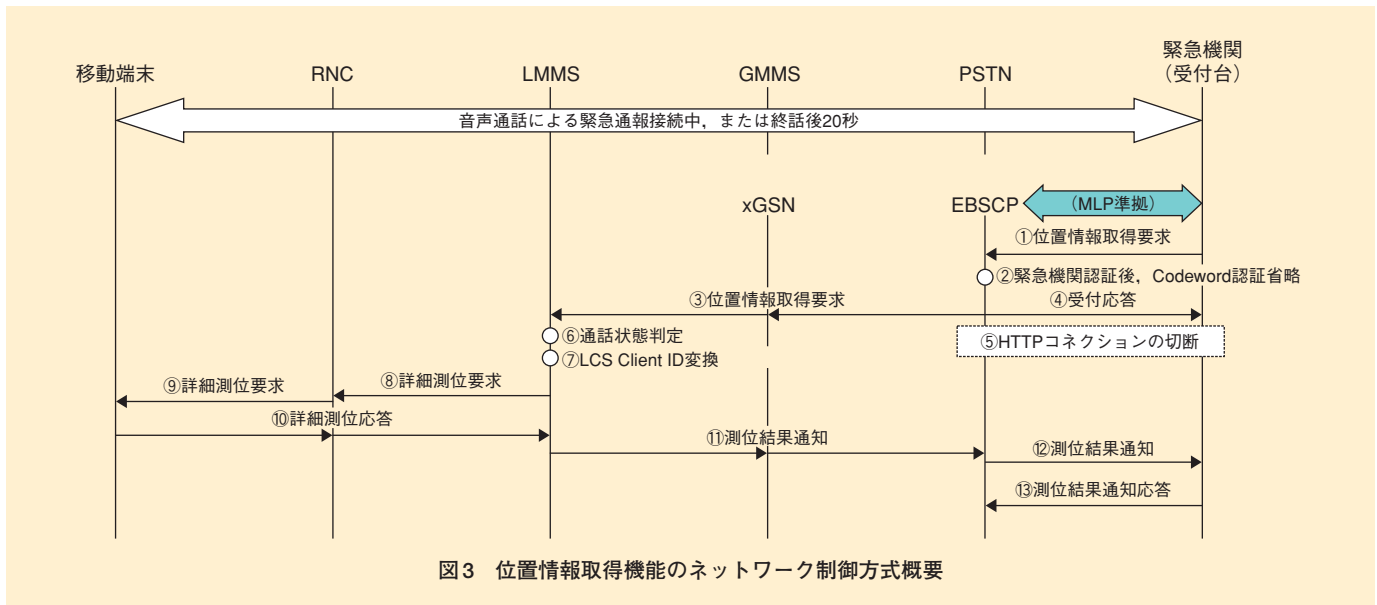 緊急機関
(受付台)
移動端末
RNC
LMMS
GMMS
PSTN
音声通話による緊急通報接続中，または終話後20秒
xGSN
EBSCP
(MLP準拠)
①位置情報取得要求
②緊急機関認証後，Codeword認証省略
③位置情報取得要求
④受付応答
⑤HTTPコネクションの切断
⑥通話状態判定
⑦LCS Client ID変換
⑧詳細測位要求
⑨詳細測位要求
⑩詳細測位応答
⑪測位結果通知
⑫測位結果通知
⑬測位結果通知応答
図3 位置情報取得機能のネットワーク制御方式概要